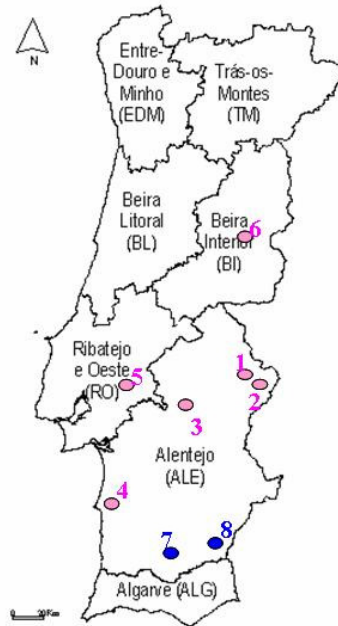 N
Entre-
Douro e
Minho
(EDM)
Trás-os-
Montes
(TM)
Beira
Litoral
(BL)
Beira
Interior
(BI)
6
Ribatejo
e Oeste
(RO)
5
1
2
3
Alentejo
(ALE)
4
7
8
Algarve (ALG)